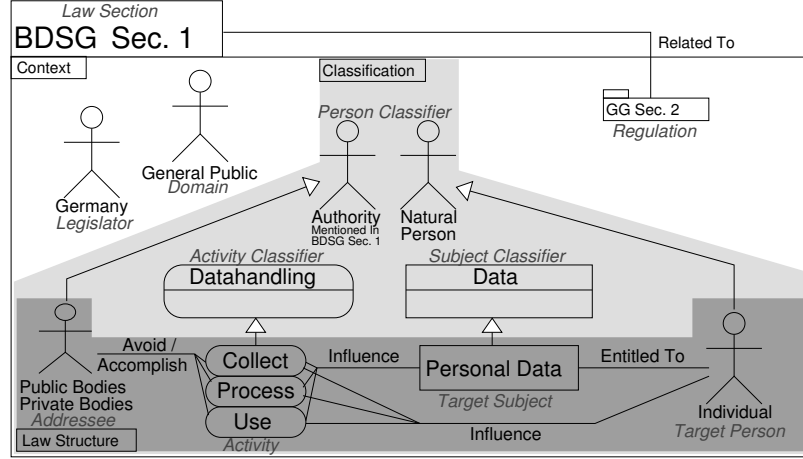 Law Section
BDSG Sec. 1
Related To
Context
Classification
GG Sec. 2
Regulation
Person Classifier
General Public
Domain
Germany
Legislator
Authority
Mentioned In
BDSG Sec. 1
Natural
Person
Activity Classifier
Datahandling
Subject Classifier
Data
Avoid /
Accomplish
Collect
Process
Use
Activity
Influence
Personal Data
Target Subject
Entitled To
Influence
Public Bodies
Private Bodies
Addressee
Law Structure
Individual
Target Person